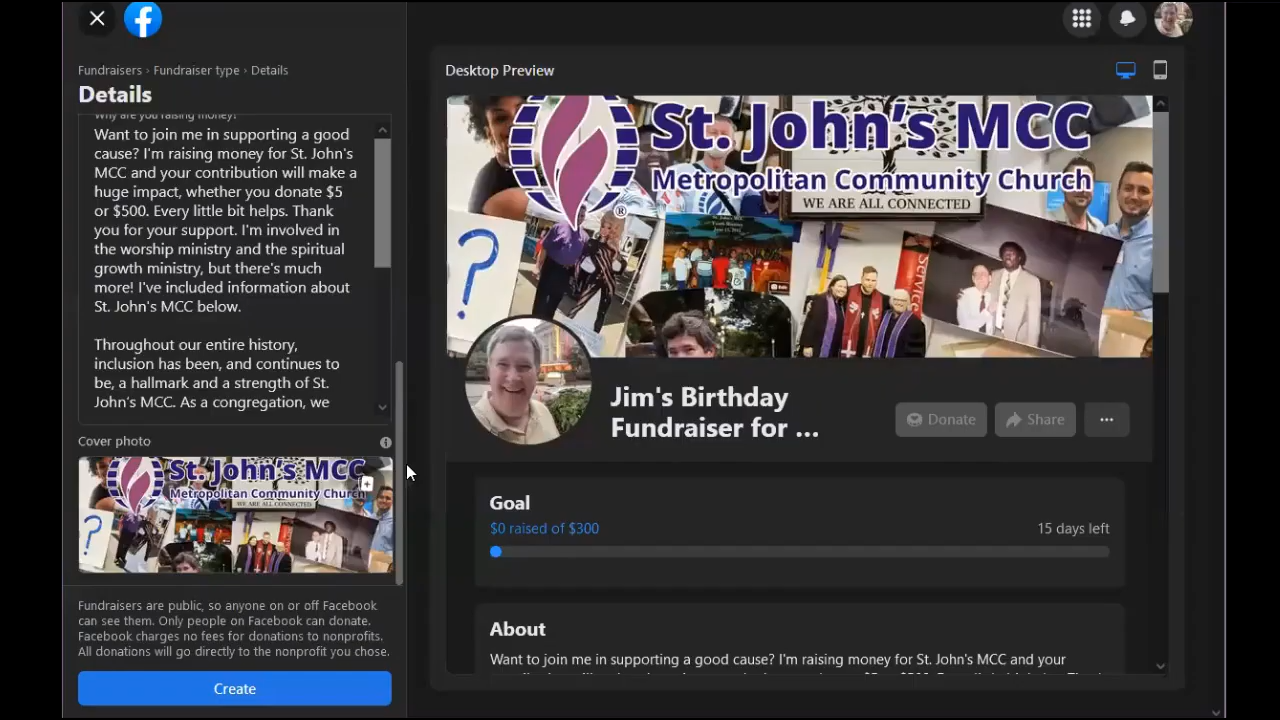 Fundraisers › Fundraiser type › Details
Details
Why are you raising money?
Want to join me in supporting a good
cause? I'm raising money for St. John's
MCC and your contribution will make a
huge impact, whether you donate $5
or $500. Every little bit helps. Thank
you for your support. I'm involved in
the worship ministry and the spiritual
growth ministry, but there's much
more! I've included information about
St. John's MCC below.
Throughout our entire history,
inclusion has been, and continues to
be, a hallmark and a strength of St.
John's MCC. As a congregation, we
Cover photo
St. John's MCC
Metropolitan Community Church
WE ARE ALL CONNECTED
Fundraisers are public, so anyone on or off Facebook
can see them. Only people on Facebook can donate.
Facebook charges no fees for donations to nonprofits.
All donations will go directly to the nonprofit you chose.
Create
Desktop Preview
St. John's MCC
Metropolitan Community Church
®
WE ARE ALL CONNECTED
Jim's Birthday
Fundraiser for ...
Donate
Share
Goal
$0 raised of $300
15 days left
About
Want to join me in supporting a good cause? I'm raising money for St. John's MCC and your